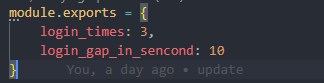 module.exports = {
login_times: 3,
login_gap_in_sencond: 10
}
You, a day ago • update